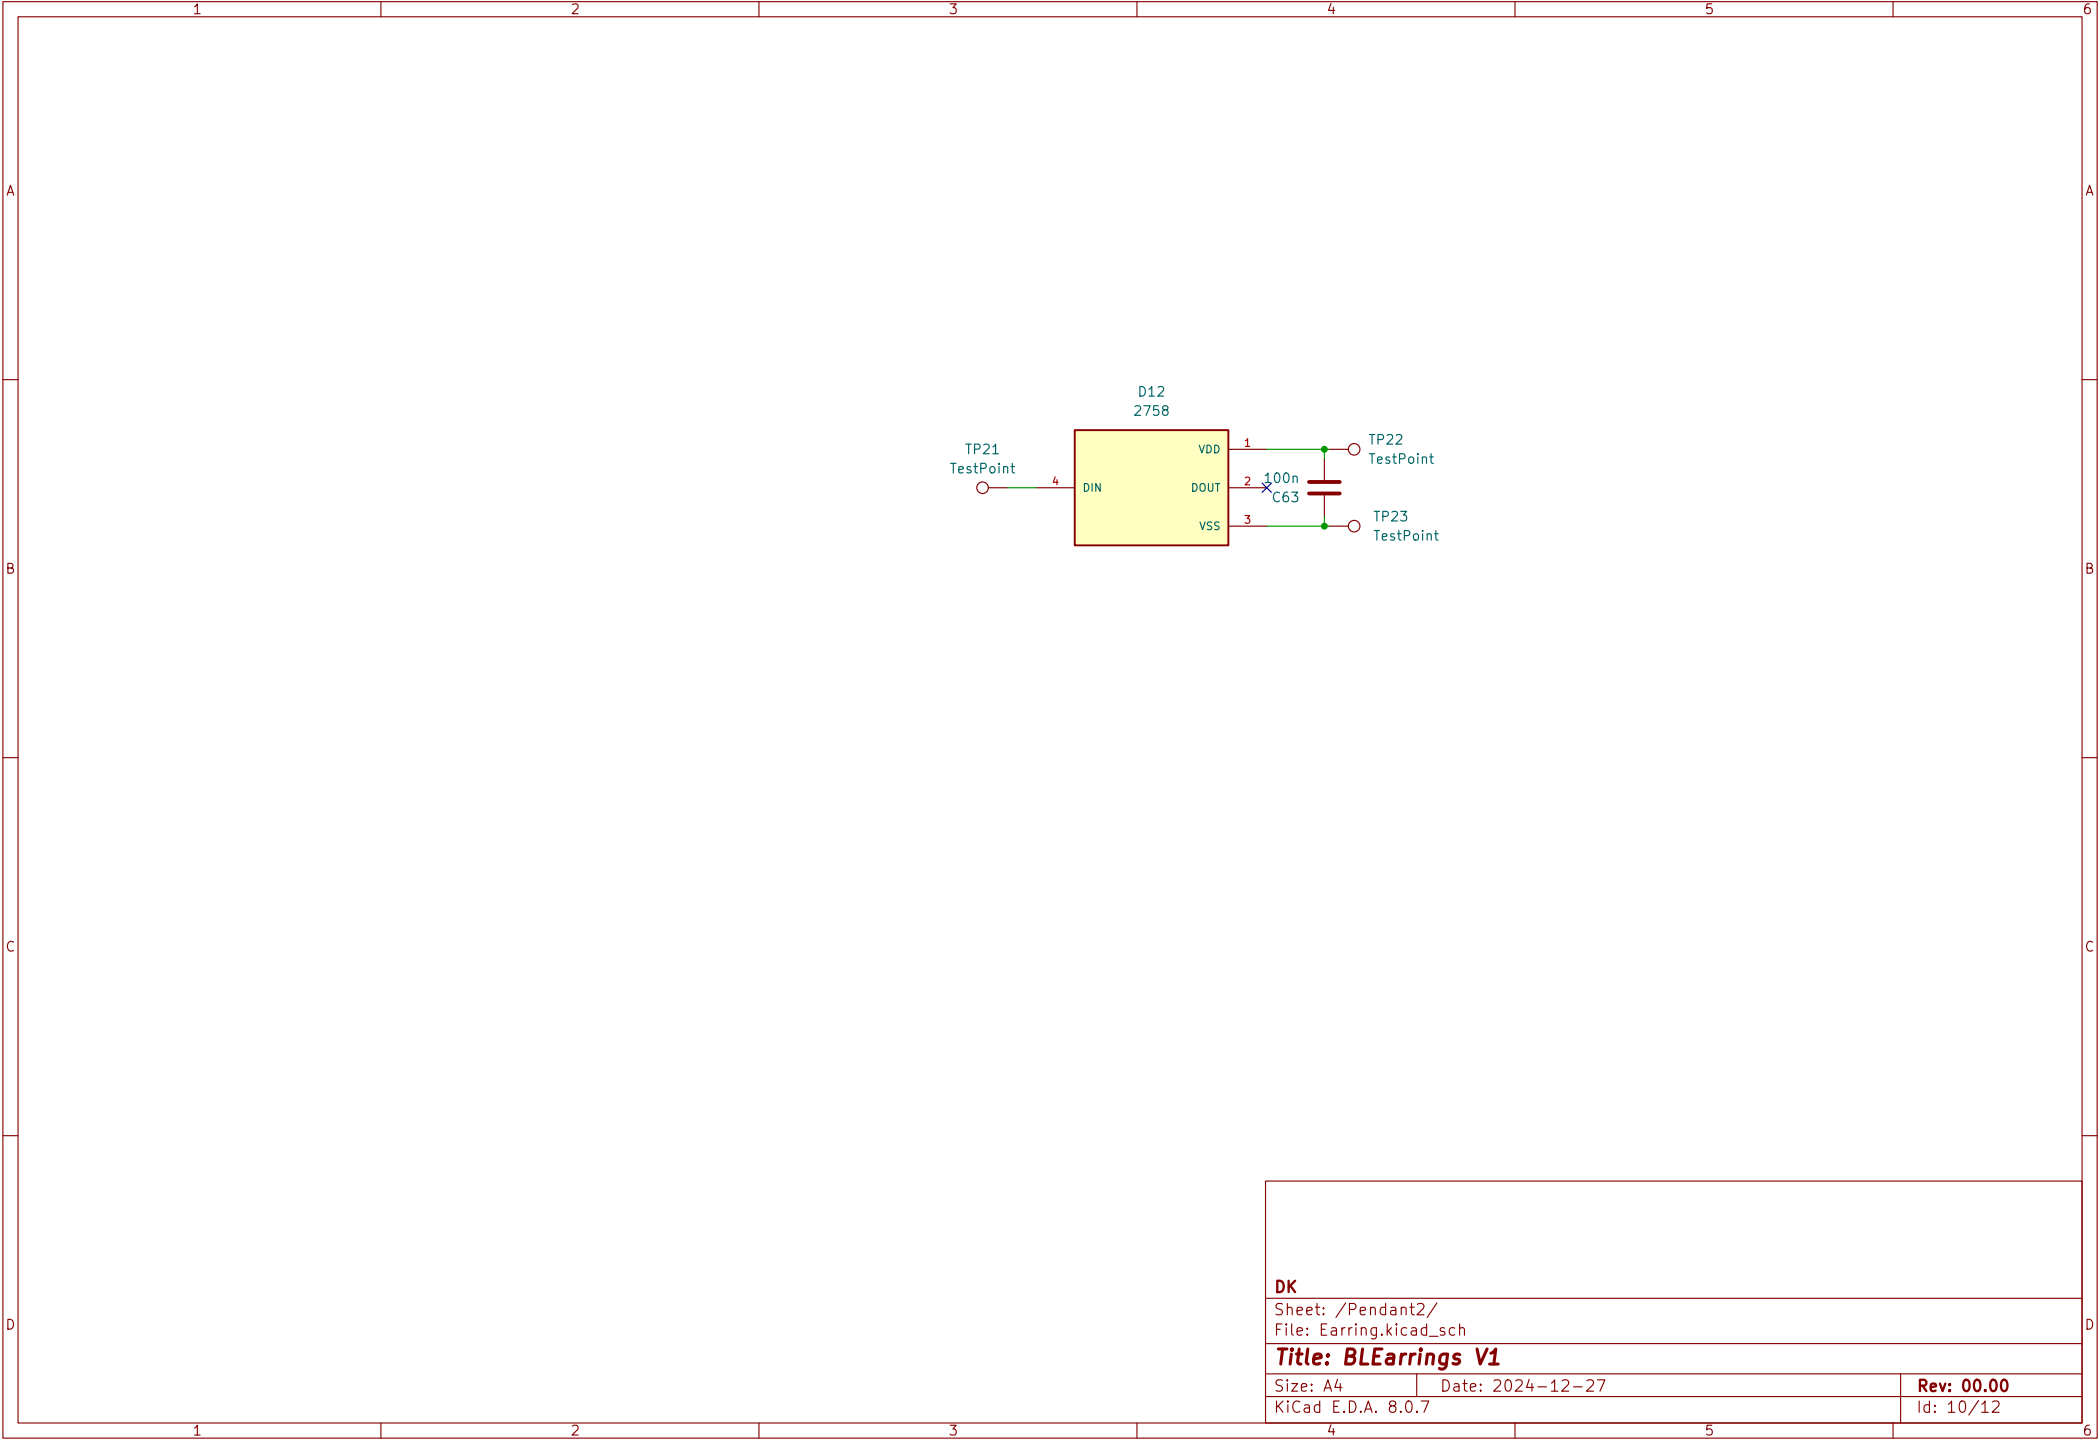 1 2 3 4 5 6
A A
D12
2758
TP21
TestPoint
4 DIN
VDD 1
DOUT 2
VSS 3
100n
C63
TP22
TestPoint
TP23
TestPoint
B B
C C
D D
DK
Sheet: /Pendant2/
File: Earring.kicad_sch
Title: BLEarrings V1
Size: A4 Date: 2024-12-27 Rev: 00.00
KiCad E.D.A. 8.0.7 Id: 10/12
1 2 3 4 5 6